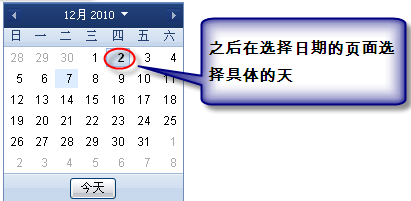 12月 2010
日 一 二 三 四 五 六
28 29 30 1 2 3 4
5 6 7 8 9 10 11
12 13 14 15 16 17 18
19 20 21 22 23 24 25
26 27 28 29 30 31 1
2 3 4 5 6 7 8
今天
之后在选择日期的页面选
择具体的天